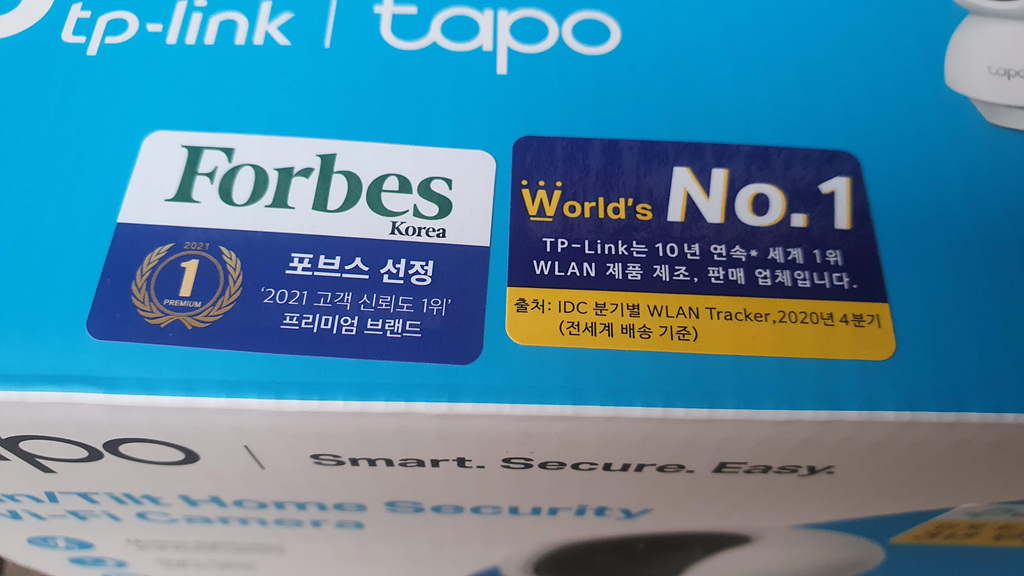 tp-link | tapo
tapo
Forbes
Korea
2021
1
PREMIUM
포브스 선정
'2021 고객 신뢰도 1위'
프리미엄 브랜드
World's No.1
TP-Link는 10년 연속* 세계 1위
WLAN 제품 제조, 판매 업체입니다.
출처: IDC 분기별 WLAN Tracker,2020년 4분기
(전세계 배송 기준)
Smart. Secure. Easy.
Home Security
Camera